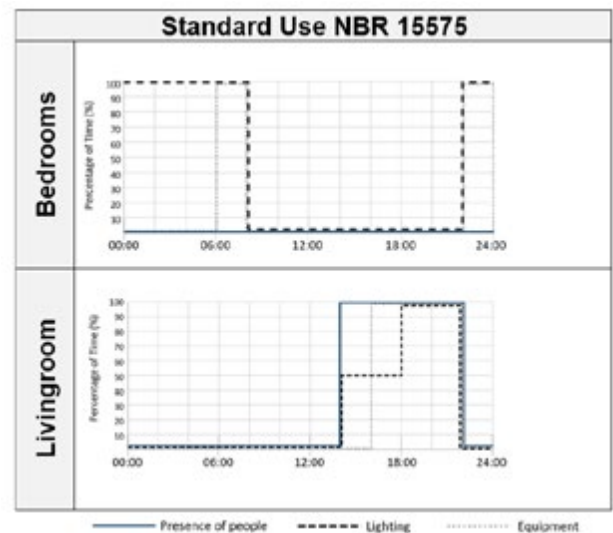 Standard Use NBR 15575
Bedrooms
Percentage of Time (%)
100
90
80
70
60
50
40
30
20
10
00:00 06:00 12:00 18:00 24:00
Livingroom
Percentage of Time (%)
100
90
80
70
60
50
40
30
20
10
00:00 06:00 12:00 18:00 24:00
Presence of people Lighting Equipment